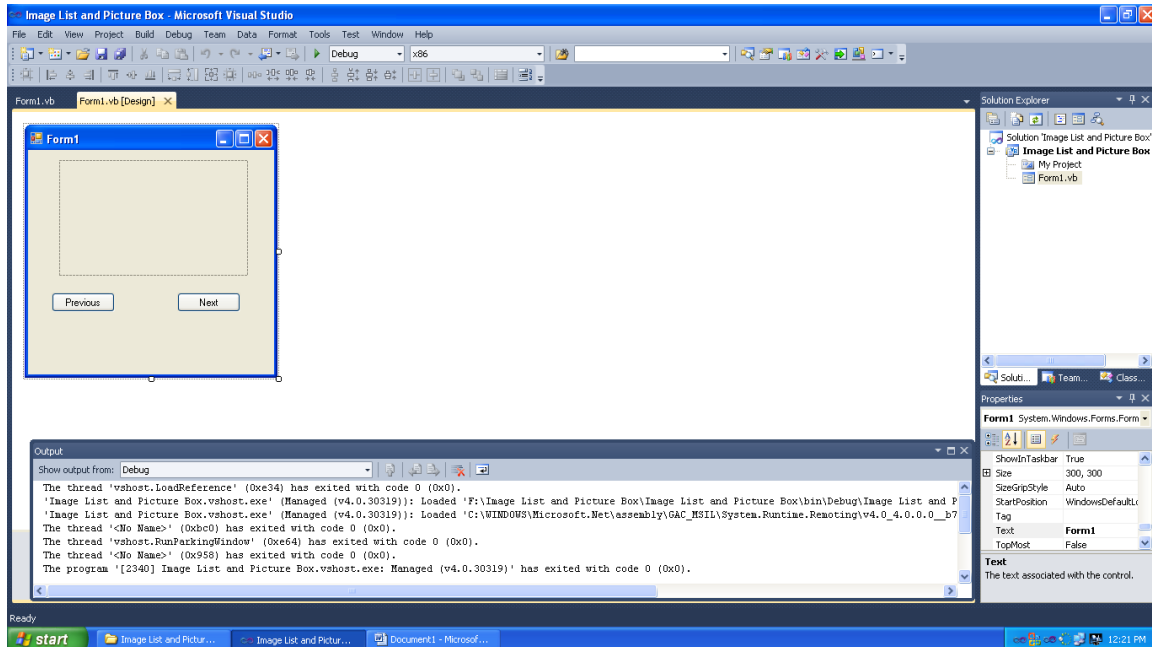 Image List and Picture Box - Microsoft Visual Studio
File Edit View Project Build Debug Team Data Format Tools Test Window Help
Debug x86
Form1.vb Form1.vb [Design]
Form1
Previous Next
Solution Explorer
Solution 'Image List and Picture Box'
Image List and Picture Box
My Project
Form1.vb
Soluti... Team... Class...
Properties
Form1 System.Windows.Forms.Form
ShowInTaskbar True
Size 300, 300
SizeGripStyle Auto
StartPosition WindowsDefaultLo
Tag
Text Form1
TopMost False
Text
The text associated with the control.
Output
Show output from: Debug
The thread 'vshost.LoadReference' (0xe34) has exited with code 0 (0x0).
'Image List and Picture Box.vshost.exe' (Managed (v4.0.30319)): Loaded 'F:\Image List and Picture Box\Image List and Picture Box\bin\Debug\Image List and P
'Image List and Picture Box.vshost.exe' (Managed (v4.0.30319)): Loaded 'C:\WINDOWS\Microsoft.Net\assembly\GAC_MSIL\System.Runtime.Remoting\v4.0_4.0.0.0__b7
The thread '<No Name>' (0xbc0) has exited with code 0 (0x0).
The thread 'vshost.RunParkingWindow' (0xe64) has exited with code 0 (0x0).
The thread '<No Name>' (0x958) has exited with code 0 (0x0).
The program '[2340] Image List and Picture Box.vshost.exe: Managed (v4.0.30319)' has exited with code 0 (0x0).
Ready
start Image List and Pictur... Image List and Pictur... Document1 - Microsof... 12:21 PM